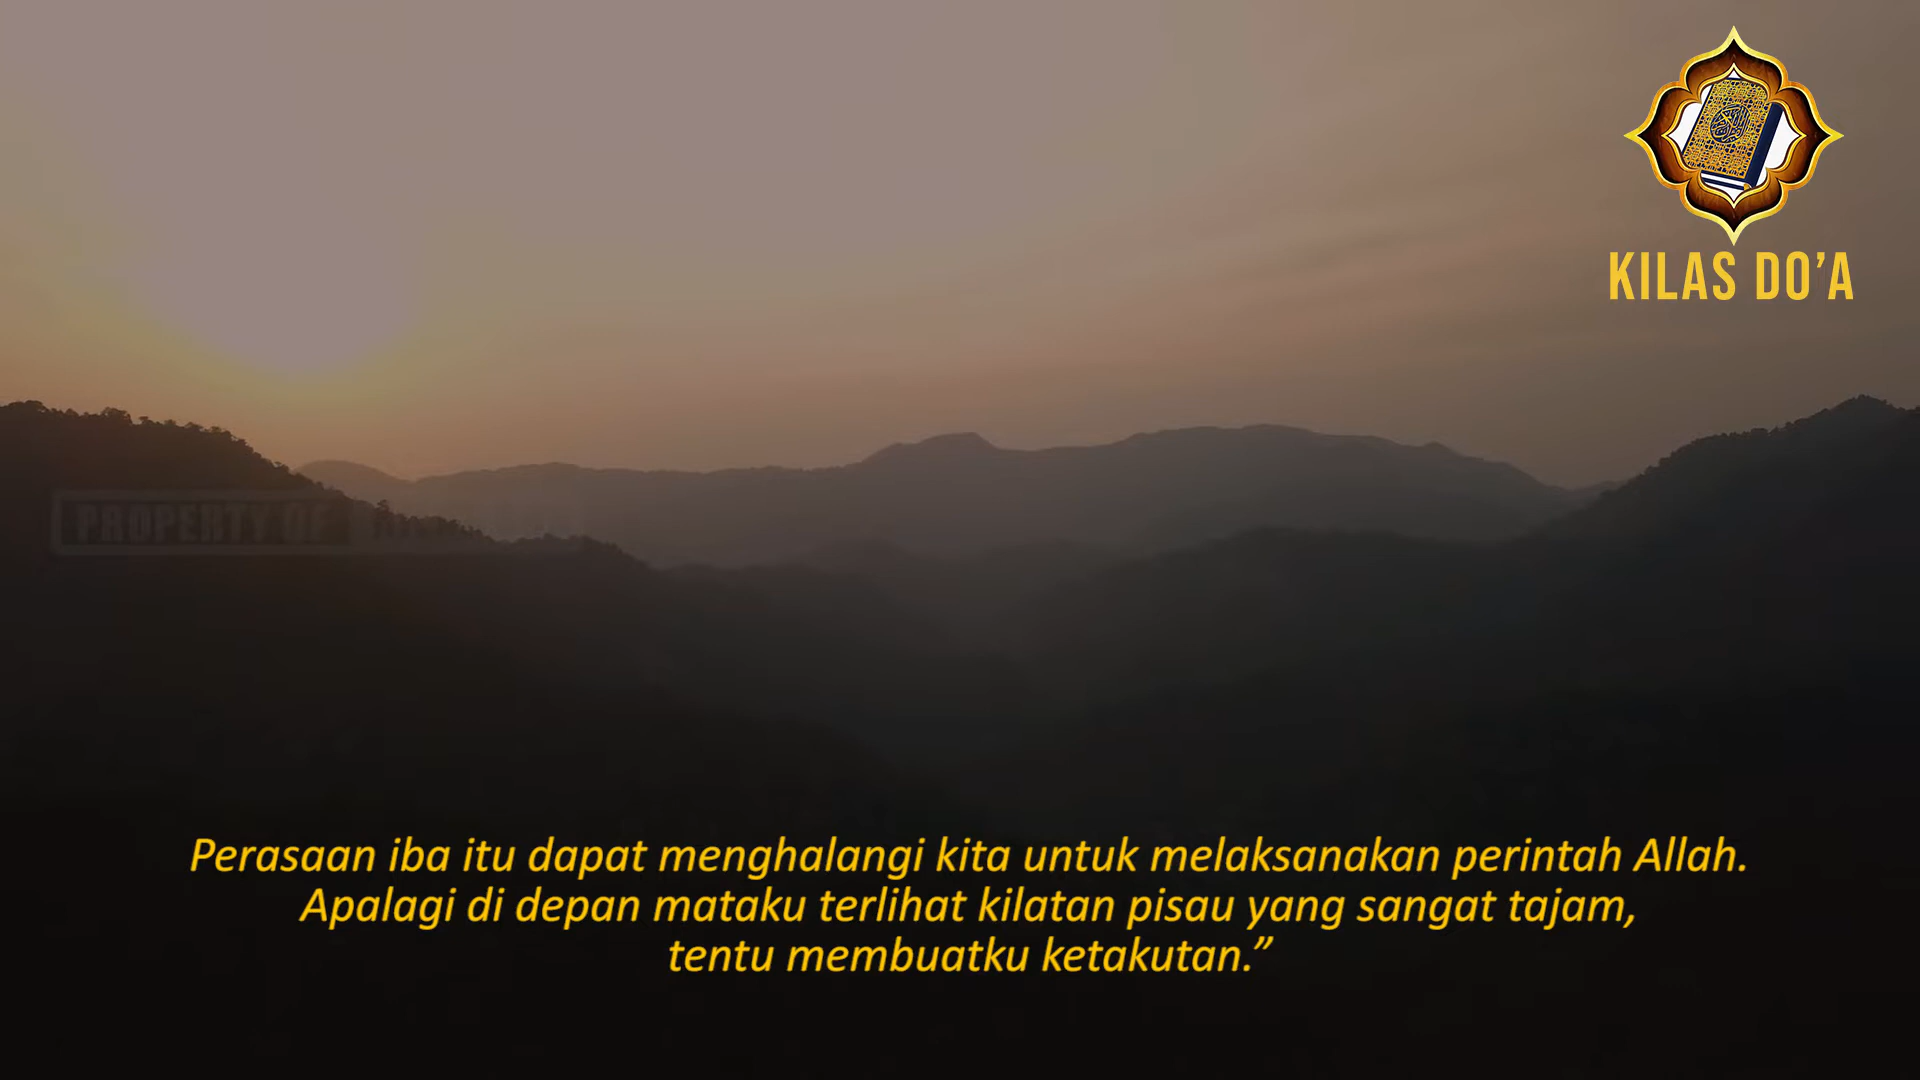 KILAS DO’A
PROPERTY OF
Perasaan iba itu dapat menghalangi kita untuk melaksanakan perintah Allah.
Apalagi di depan mataku terlihat kilatan pisau yang sangat tajam,
tentu membuatku ketakutan.”